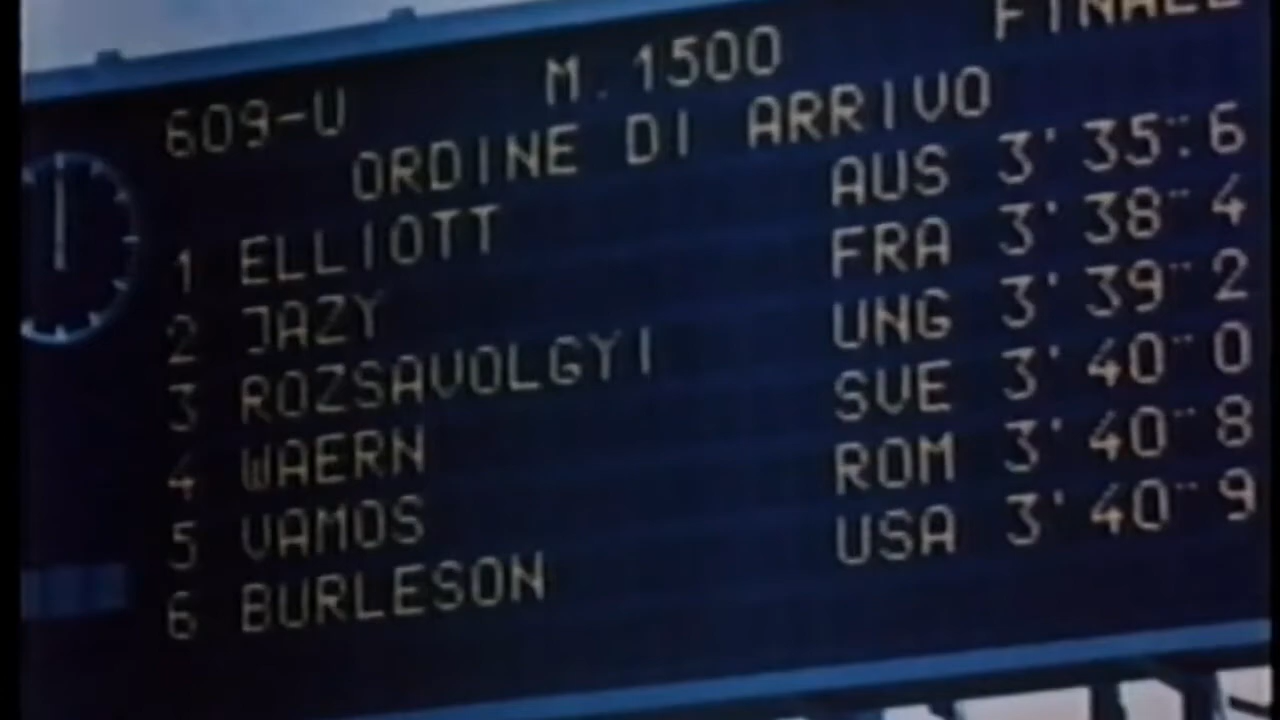 609-U M.1500 FINALE
ORDINE DI ARRIVO
1 ELLIOTT AUS 3'35":6
2 JAZY FRA 3'38"4
3 ROZSAVOLGYI UNG 3'39"2
4 WAERN SVE 3'40"0
5 VAMOS ROM 3'40"8
6 BURLESON USA 3'40"9